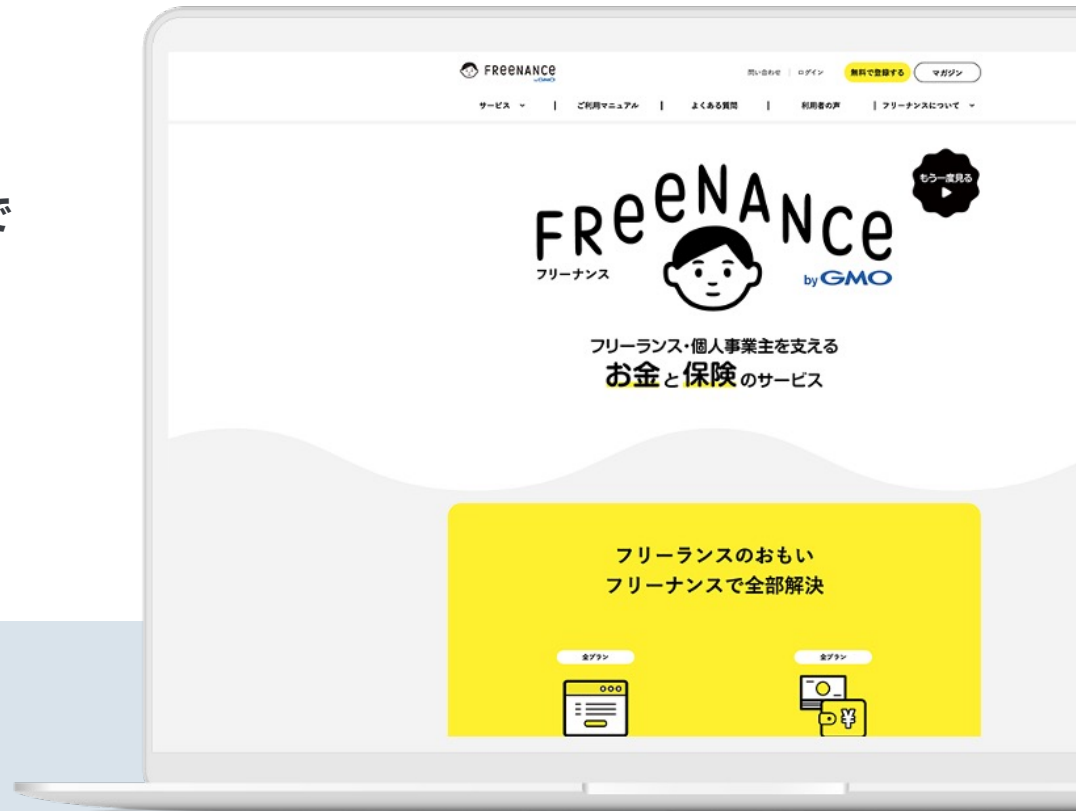 で
FReeNANCe
by GMO
問い合わせ
ログイン
無料で登録する
マガジン
サービス
ご利用マニュアル
よくある質問
利用者の声
フリーナンスについて
もう一度見る
FReeNANCe
フリーナンス
by GMO
フリーランス・個人事業主を支える
お金と保険のサービス
フリーランスのおもい
フリーナンスで全部解決
全プラン
全プラン
¥